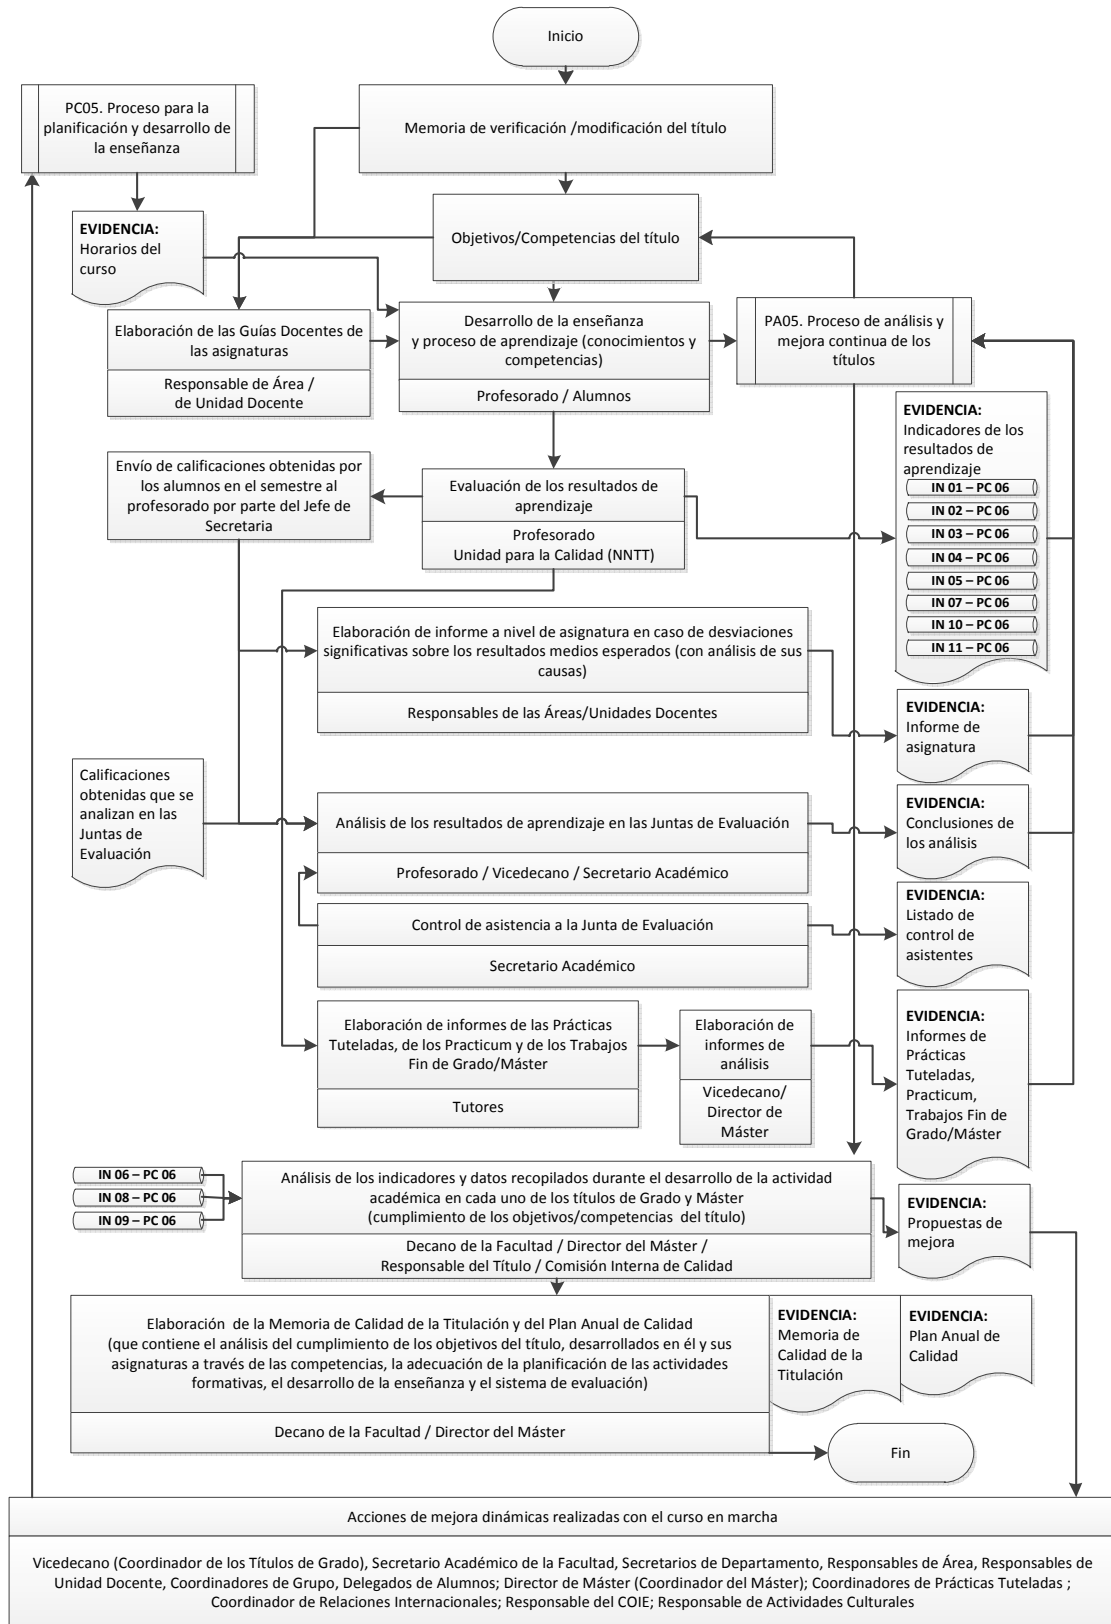 Inicio
PC05. Proceso para la
planificación y desarrollo de
la enseñanza
Memoria de verificación /modificación del título
EVIDENCIA:
Horarios del
curso
Objetivos/Competencias del título
Elaboración de las Guías Docentes de
las asignaturas
Responsable de Área /
de Unidad Docente
Desarrollo de la enseñanza
y proceso de aprendizaje (conocimientos y
competencias)
Profesorado / Alumnos
PA05. Proceso de análisis y
mejora continua de los
títulos
EVIDENCIA:
Indicadores de los
resultados de
aprendizaje
IN 01 – PC 06
IN 02 – PC 06
IN 03 – PC 06
IN 04 – PC 06
IN 05 – PC 06
IN 07 – PC 06
IN 10 – PC 06
IN 11 – PC 06
Envío de calificaciones obtenidas por
los alumnos en el semestre al
profesorado por parte del Jefe de
Secretaria
Evaluación de los resultados de
aprendizaje
Profesorado
Unidad para la Calidad (NNTT)
Elaboración de informe a nivel de asignatura en caso de desviaciones
significativas sobre los resultados medios esperados (con análisis de sus
causas)
Responsables de las Áreas/Unidades Docentes
EVIDENCIA:
Informe de
asignatura
Calificaciones
obtenidas que se
analizan en las
Juntas de
Evaluación
Análisis de los resultados de aprendizaje en las Juntas de Evaluación
Profesorado / Vicedecano / Secretario Académico
EVIDENCIA:
Conclusiones de
los análisis
Control de asistencia a la Junta de Evaluación
Secretario Académico
EVIDENCIA:
Listado de
control de
asistentes
Elaboración de informes de las Prácticas
Tuteladas, de los Practicum y de los Trabajos
Fin de Grado/Máster
Tutores
Elaboración de
informes de
análisis
Vicedecano/
Director de
Máster
EVIDENCIA:
Informes de
Prácticas
Tuteladas,
Practicum,
Trabajos Fin de
Grado/Máster
IN 06 – PC 06
IN 08 – PC 06
IN 09 – PC 06
Análisis de los indicadores y datos recopilados durante el desarrollo de la actividad
académica en cada uno de los títulos de Grado y Máster
(cumplimiento de los objetivos/competencias del título)
Decano de la Facultad / Director del Máster /
Responsable del Título / Comisión Interna de Calidad
EVIDENCIA:
Propuestas de
mejora
Elaboración de la Memoria de Calidad de la Titulación y del Plan Anual de Calidad
(que contiene el análisis del cumplimiento de los objetivos del título, desarrollados en él y sus
asignaturas a través de las competencias, la adecuación de la planificación de las actividades
formativas, el desarrollo de la enseñanza y el sistema de evaluación)
Decano de la Facultad / Director del Máster
EVIDENCIA:
Memoria de
Calidad de la
Titulación
EVIDENCIA:
Plan Anual de
Calidad
Fin
Acciones de mejora dinámicas realizadas con el curso en marcha
Vicedecano (Coordinador de los Títulos de Grado), Secretario Académico de la Facultad, Secretarios de Departamento, Responsables de Área, Responsables de
Unidad Docente, Coordinadores de Grupo, Delegados de Alumnos; Director de Máster (Coordinador del Máster); Coordinadores de Prácticas Tuteladas ;
Coordinador de Relaciones Internacionales; Responsable del COIE; Responsable de Actividades Culturales